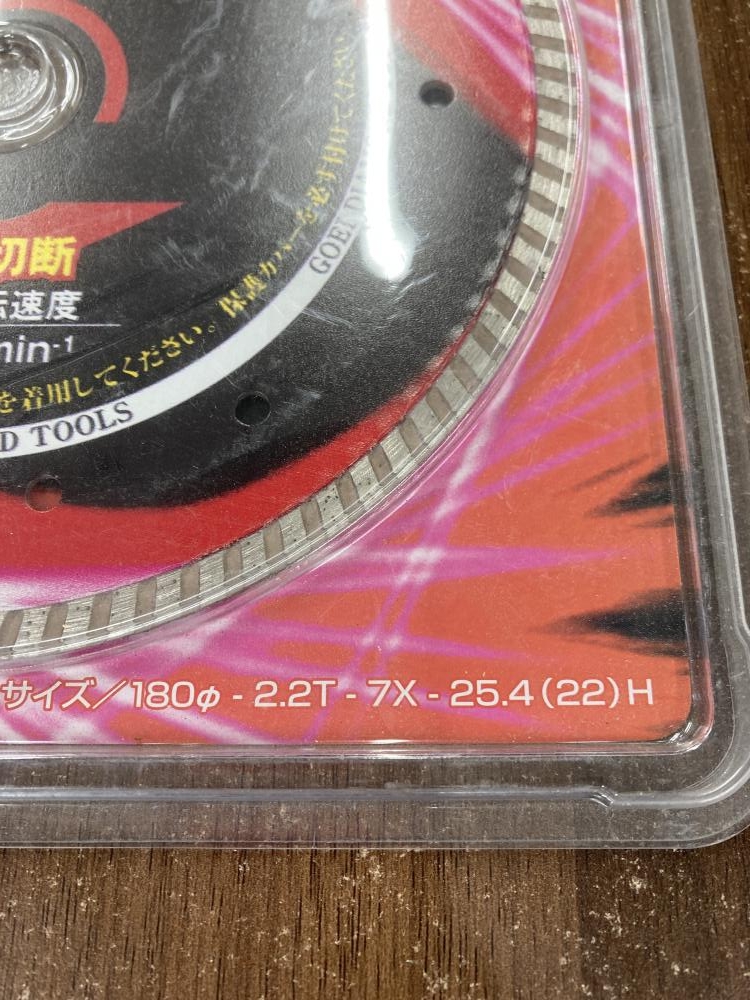 切断
速度
min-1
を着用してください。保護カバーを必ず付けてください
D TOOLS
GOEI
サイズ／180φ - 2.2T - 7X - 25.4（22）H